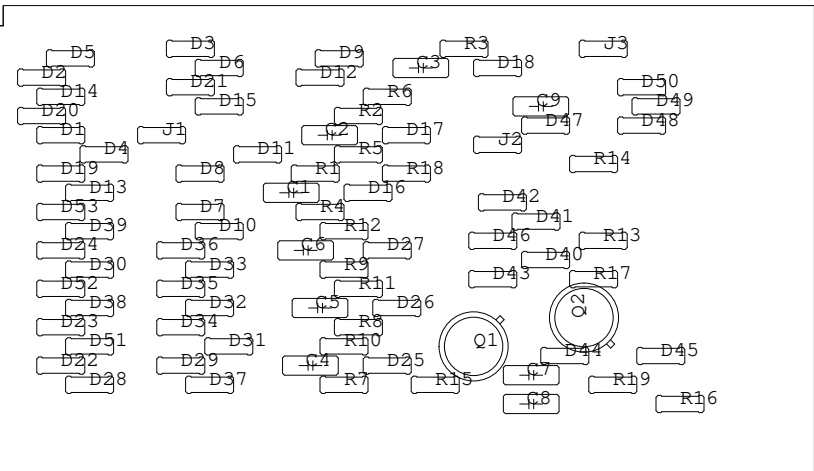 D3 R3 J3
D5 D9
D6 C3 D18
D2 D12
D21 D50
D14 R6
D15 C9 D49
D20 R2
D47 D48
D1 J1 C2 D17
J2
D4 D11 R5
R14
D19 D8 R1 R18
D13 C1 D16
D42
D53 D7 R4
D41
D39 D10 R12
D46 R13
D24 D36 C6 D27
D40
D30 D33 R9
D43 R17
D52 D35 R11
D38 D32 C5 D26
Q2
D23 D34 R8
D51 D31 R10 Q1
D44 D45
D22 D29 C4 D25
C7
D28 D37 R7 R15 R19
C8 R16